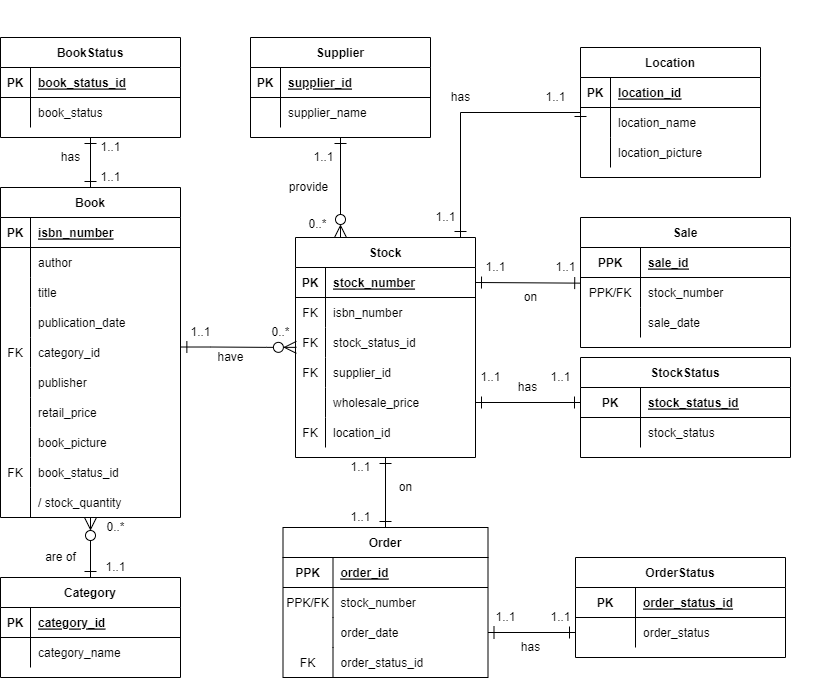 BookStatus
PK book_status_id
book_status
1..1
has
1..1
Book
PK isbn_number
author
title
publication_date
FK category_id
publisher
retail_price
book_picture
FK book_status_id
/ stock_quantity
0..*
are of
1..1
Category
PK category_id
category_name
1..1
have
0..*
Supplier
PK supplier_id
supplier_name
1..1
provide
0..*
Stock
PK stock_number
FK isbn_number
FK stock_status_id
FK supplier_id
wholesale_price
FK location_id
has
1..1
1..1
Location
PK location_id
location_name
location_picture
1..1
on
1..1
Sale
PPK sale_id
PPK/FK stock_number
sale_date
1..1
has
1..1
StockStatus
PK stock_status_id
stock_status
1..1
on
1..1
Order
PPK order_id
PPK/FK stock_number
order_date
FK order_status_id
1..1
has
1..1
OrderStatus
PK order_status_id
order_status